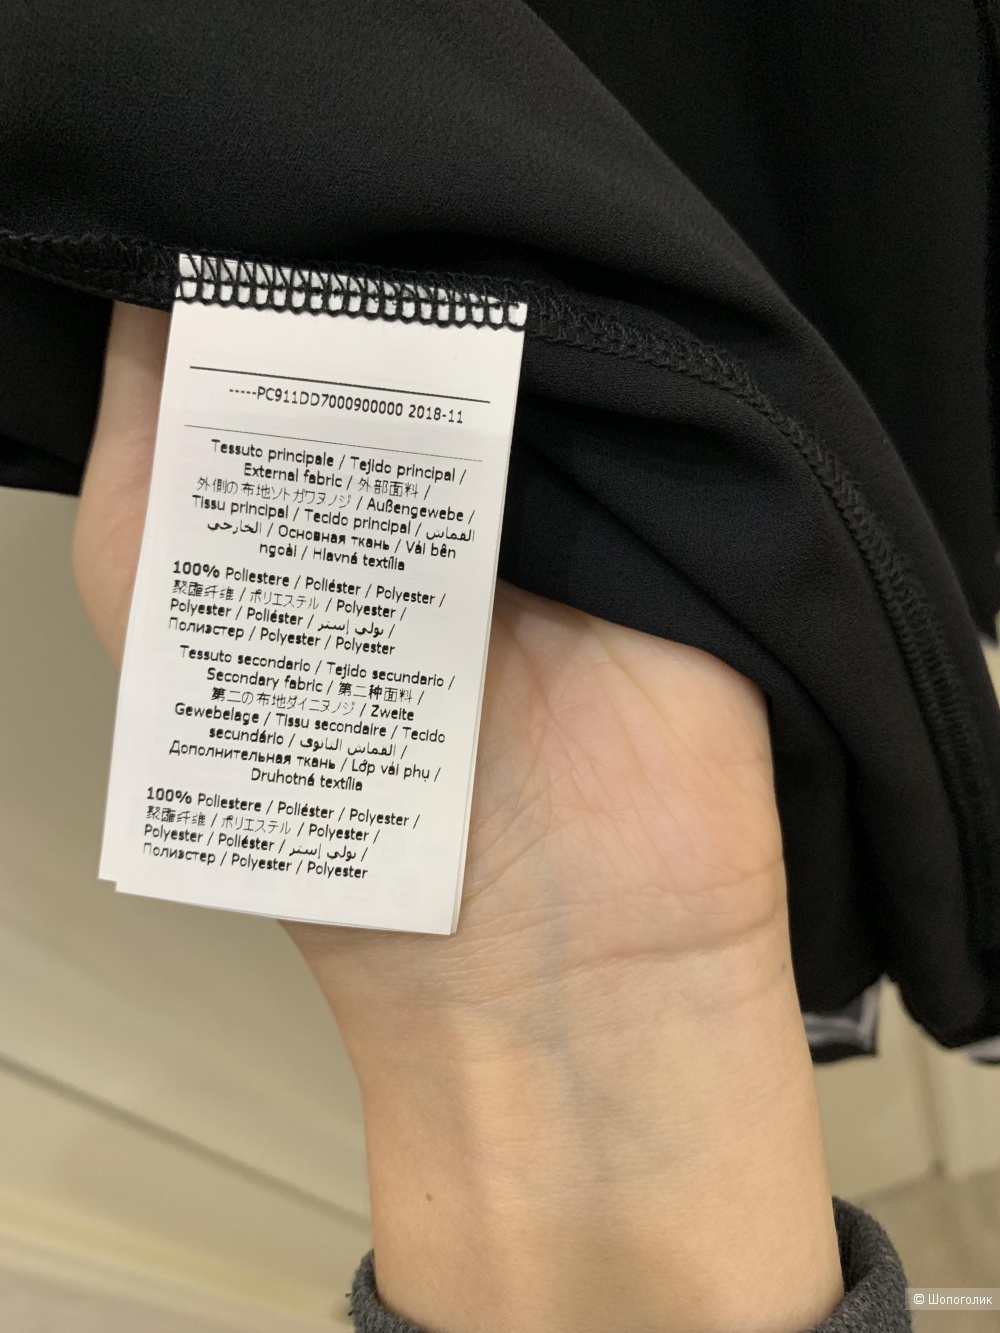 -----PC911DD7000900000 2018-11
Tessuto principale / Tejido principal /
External fabric / 外部面料 /
外側の布地ソトガワヌノジ / Außengewebe /
Tissu principal / Tecido principal / القماش
الخارجي / Основная ткань / Vải bên
ngoài / Hlavná textília
100% Poliestere / Poliéster / Polyester /
聚酯纤维 / ポリエステル / Polyester /
Polyester / Poliéster / بولي إستر /
Полиэстер / Polyester / Polyester
Tessuto secondario / Tejido secundario /
Secondary fabric / 第二种面料 /
第二の布地ダイニヌノジ / Zweite
Gewebelage / Tissu secondaire / Tecido
secundário / القماش الثانوي /
Дополнительная ткань / Lớp vải phụ /
Druhotná textília
100% Poliestere / Poliéster / Polyester /
聚酯纤维 / ポリエステル / Polyester /
Polyester / Poliéster / بولي إستر /
Полиэстер / Polyester / Polyester
© Шопоголик